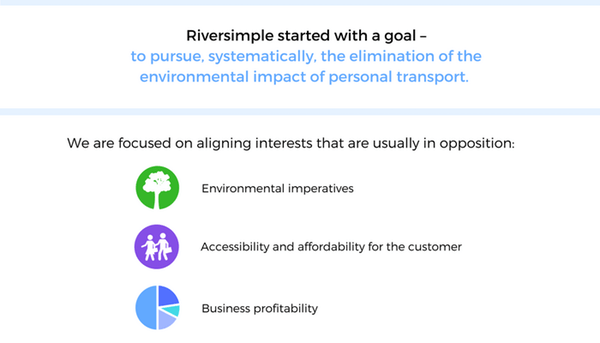 Riversimple started with a goal –
to pursue, systematically, the elimination of the
environmental impact of personal transport.
We are focused on aligning interests that are usually in opposition:
Environmental imperatives
Accessibility and affordability for the customer
Business profitability